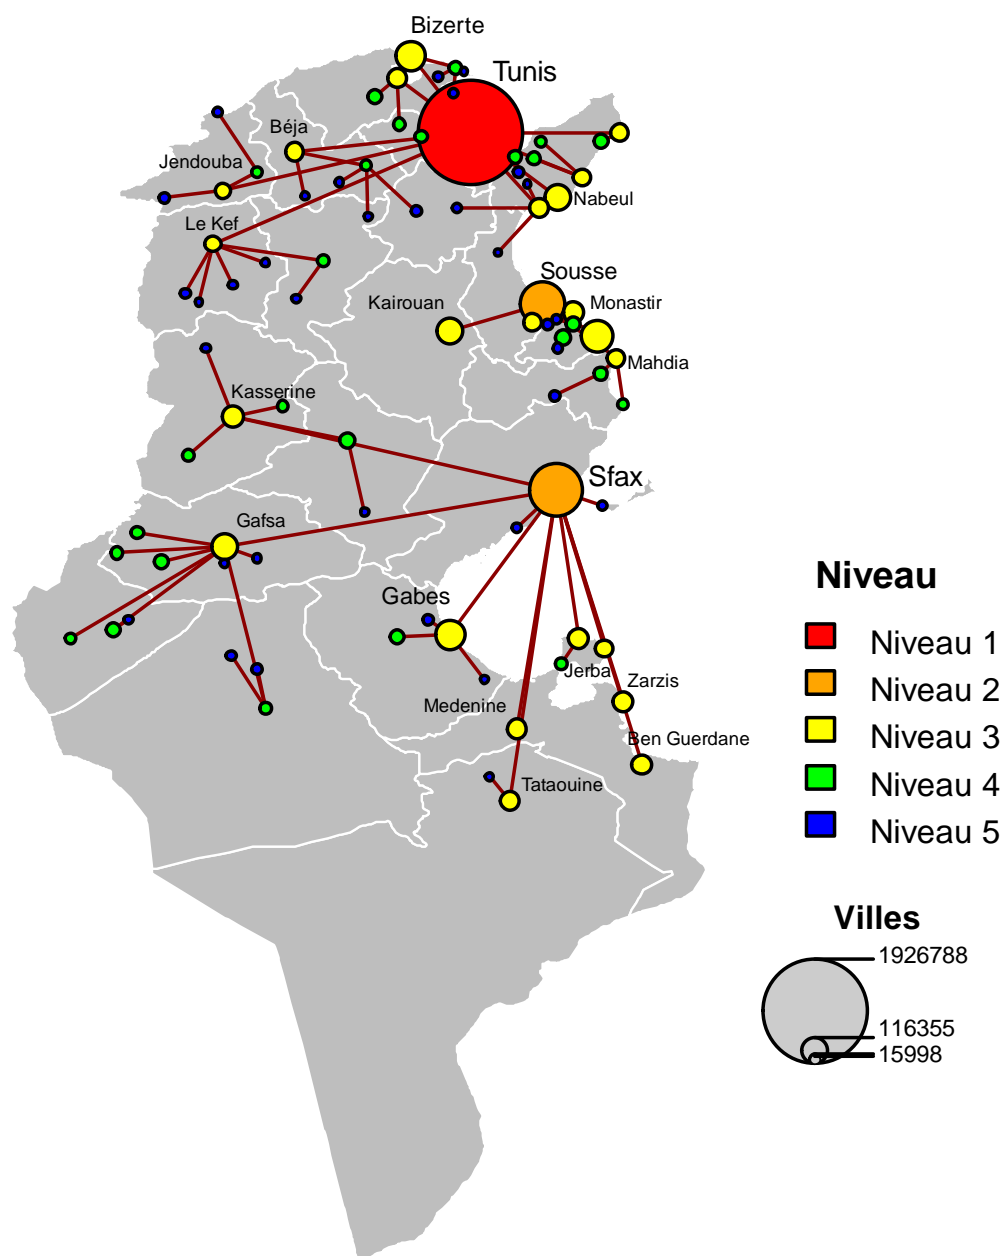 Bizerte
Tunis
Béja
Jendouba
Nabeul
Le Kef
Sousse
Kairouan
Monastir
Mahdia
Kasserine
Sfax
Gafsa
Gabes
Jerba
Zarzis
Medenine
Ben Guerdane
Tataouine
Niveau
Niveau 1
Niveau 2
Niveau 3
Niveau 4
Niveau 5
Villes
1926788
116355
15998